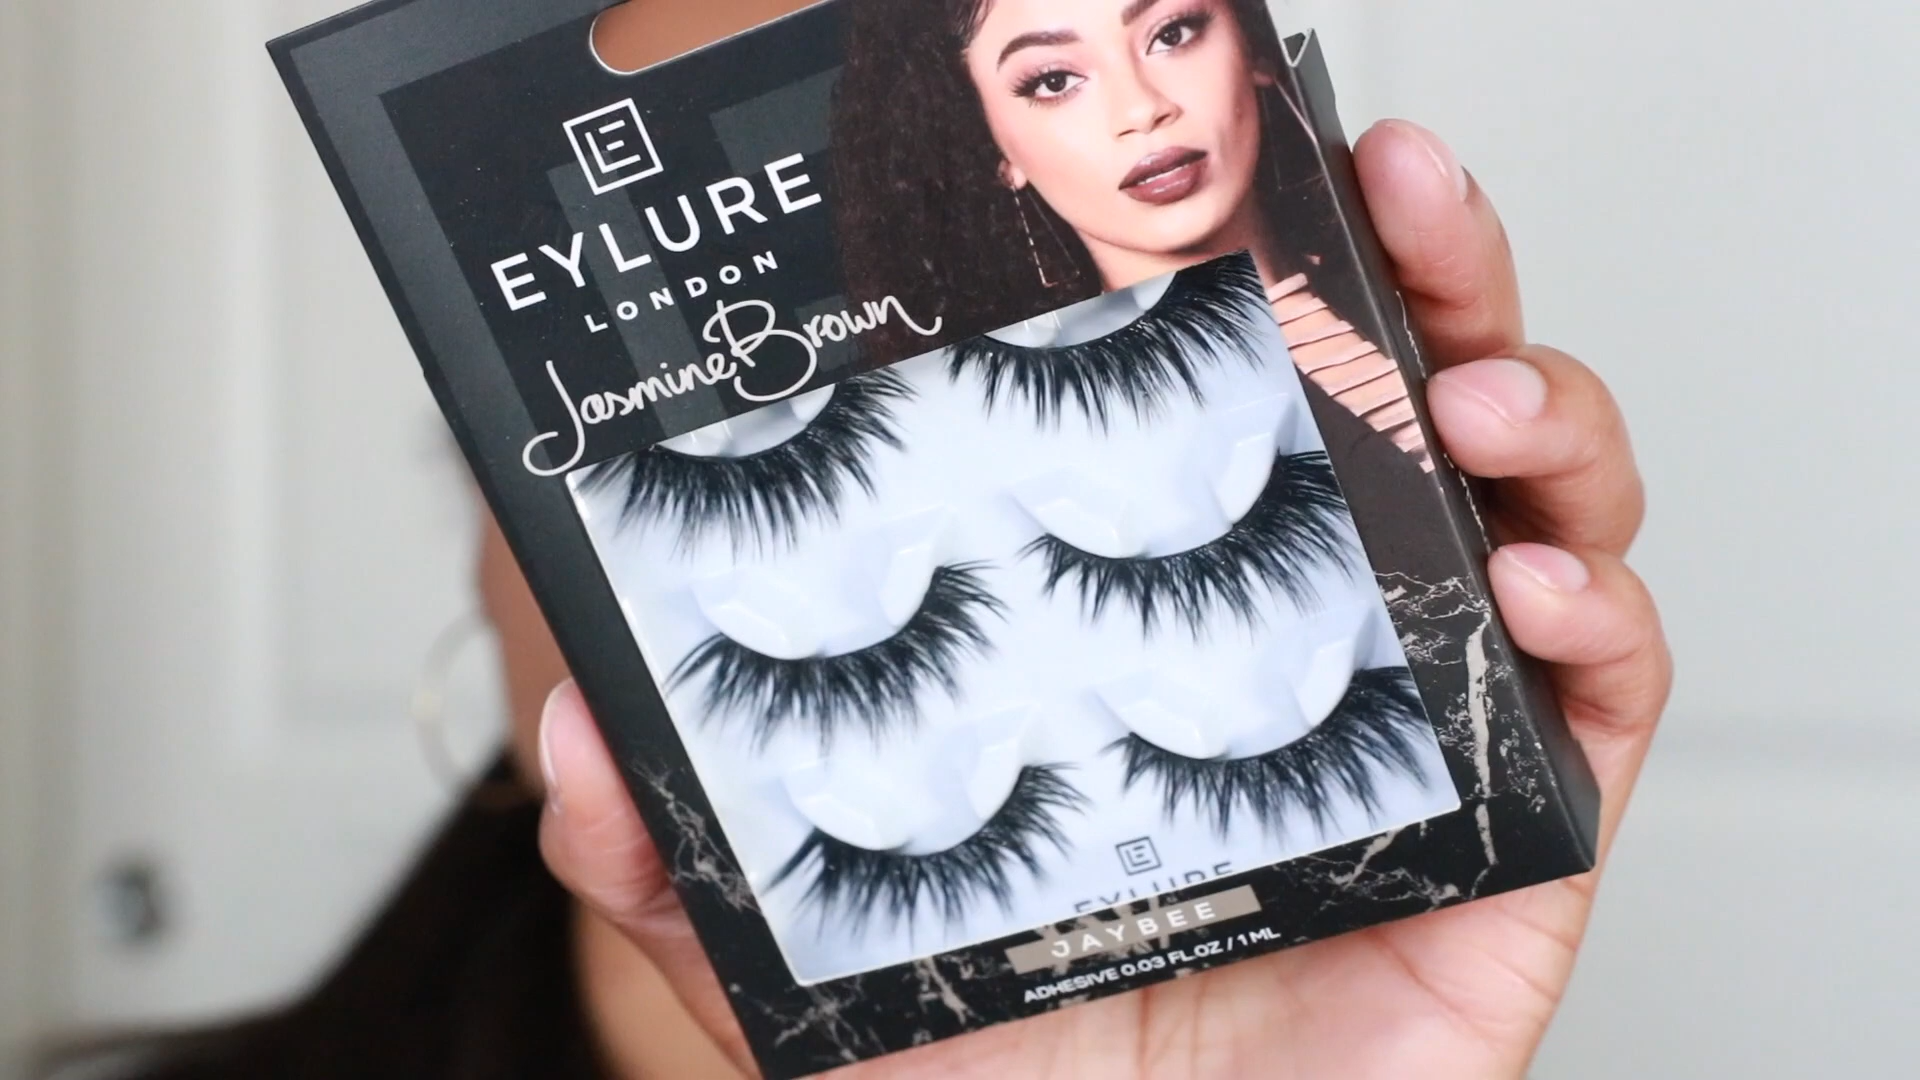 EYLURE
LONDON
Jasmine Brown
EYLURE
JAYBEE
ADHESIVE 0.03 FL.OZ / 1 ML